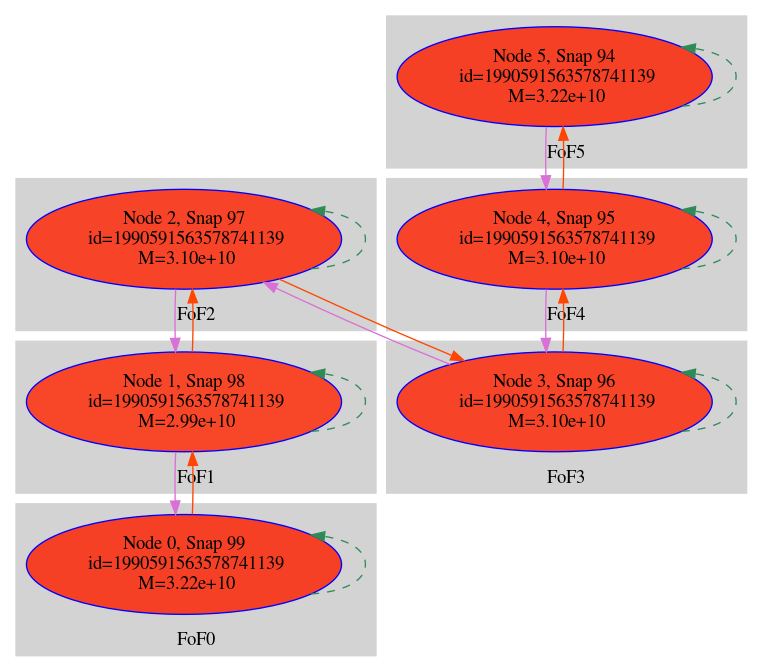 Node 5, Snap 94
id=1990591563578741139
M=3.22e+10
FoF5
Node 2, Snap 97
id=1990591563578741139
M=3.10e+10
FoF2
Node 4, Snap 95
id=1990591563578741139
M=3.10e+10
FoF4
Node 1, Snap 98
id=1990591563578741139
M=2.99e+10
FoF1
Node 3, Snap 96
id=1990591563578741139
M=3.10e+10
FoF3
Node 0, Snap 99
id=1990591563578741139
M=3.22e+10
FoF0